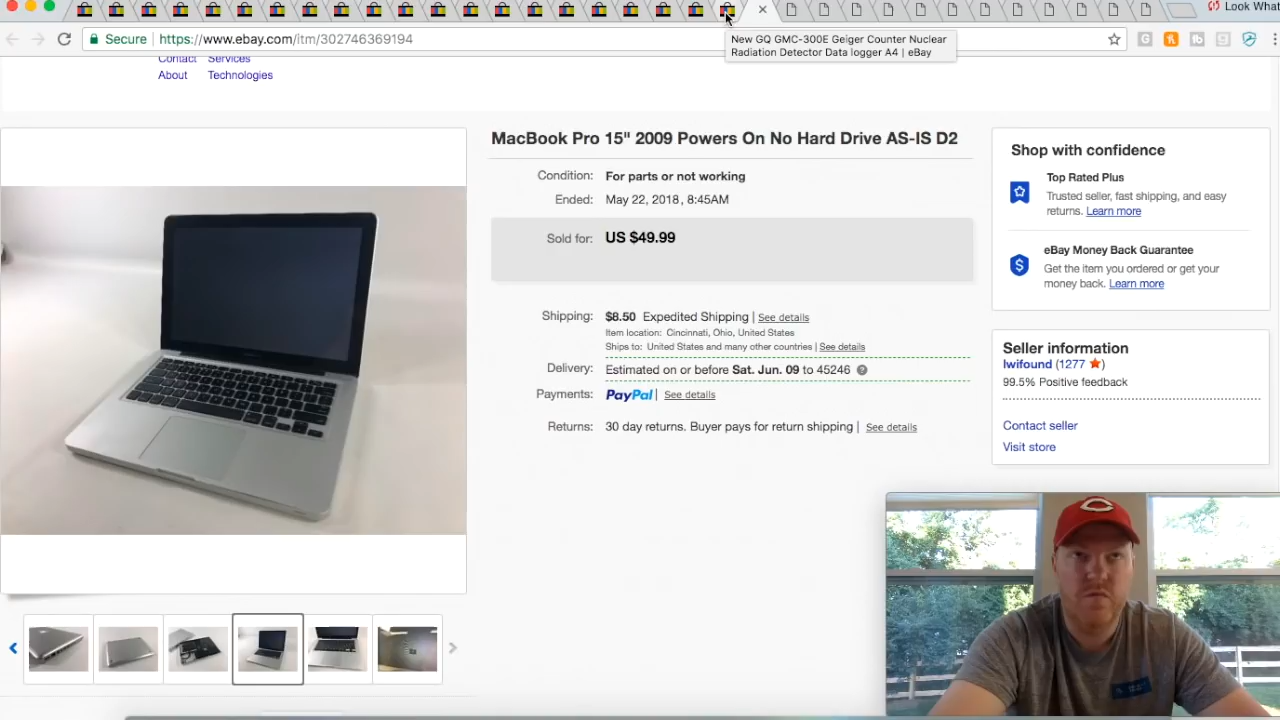 Look What
Secure | https://www.ebay.com/itm/302746369194
New GQ GMC-300E Geiger Counter Nuclear
Radiation Detector Data logger A4 | eBay
Contact Services
About Technologies
MacBook Pro 15" 2009 Powers On No Hard Drive AS-IS D2
Condition: For parts or not working
Ended: May 22, 2018 , 8:45AM
Sold for: US $49.99
Shipping: $8.50 Expedited Shipping | See details
Item location: Cincinnati, Ohio, United States
Ships to: United States and many other countries | See details
Delivery: Estimated on or before Sat. Jun. 09 to 45246
Payments: PayPal | See details
Returns: 30 day returns. Buyer pays for return shipping | See details
Shop with confidence
Top Rated Plus
Trusted seller, fast shipping, and easy
returns. Learn more
eBay Money Back Guarantee
Get the item you ordered or get your
money back. Learn more
Seller information
lwifound (1277 ★)
99.5% Positive feedback
Contact seller
Visit store